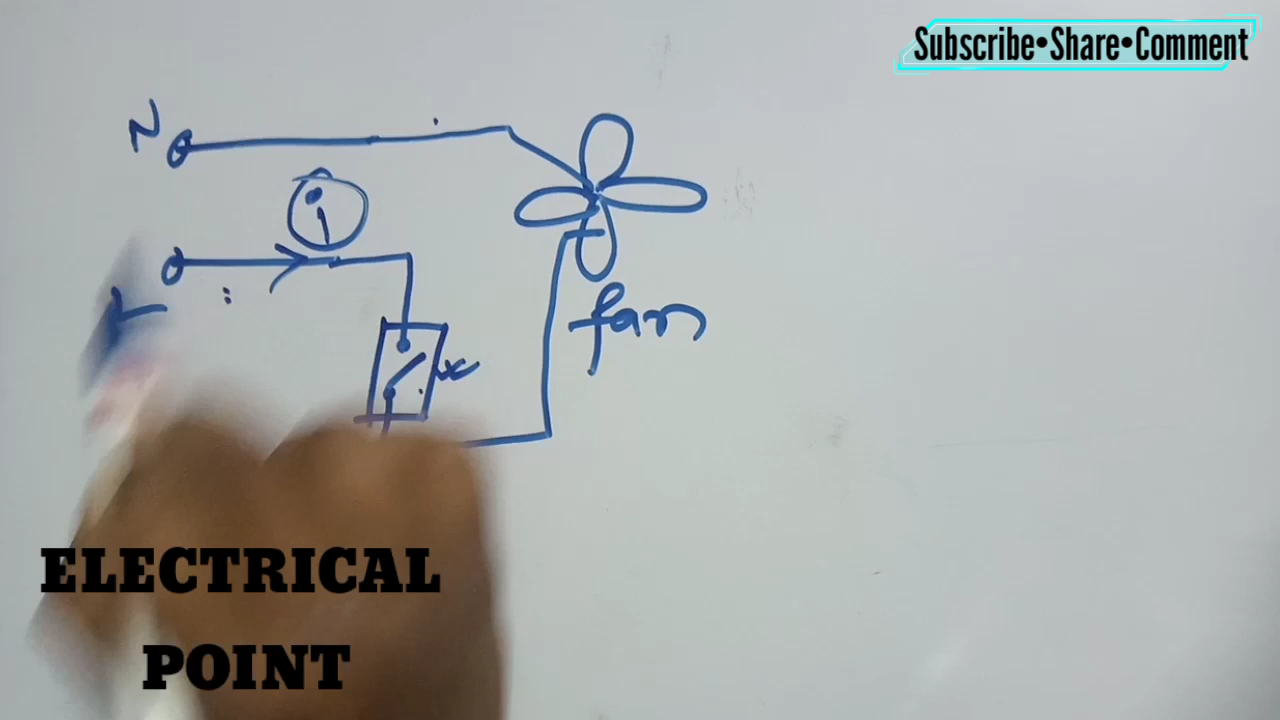 Subscribe•Share•Comment
N
i
fan
ELECTRICAL
POINT